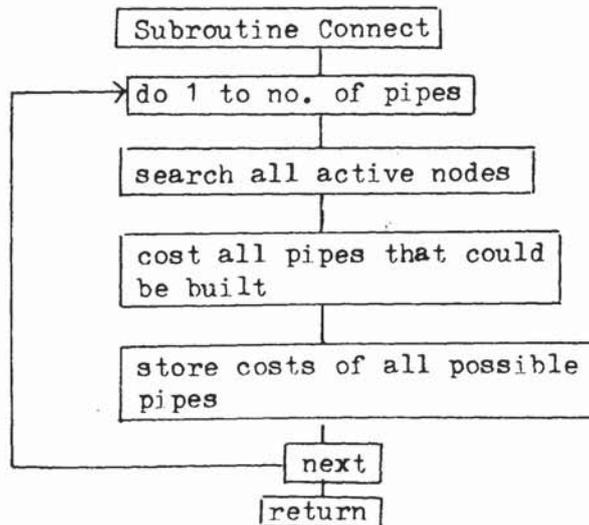 Subroutine Connect
do 1 to no. of pipes
search all active nodes
cost all pipes that could
be built
store costs of all possible
pipes
next
return